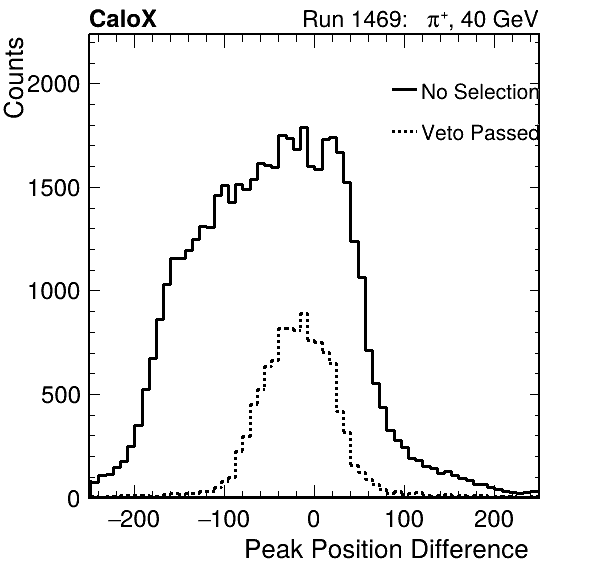 CaloX Run 1469: π⁺, 40 GeV
Counts
2000
1500
1000
500
0
No Selection
Veto Passed
−200 −100 0 100 200
Peak Position Difference